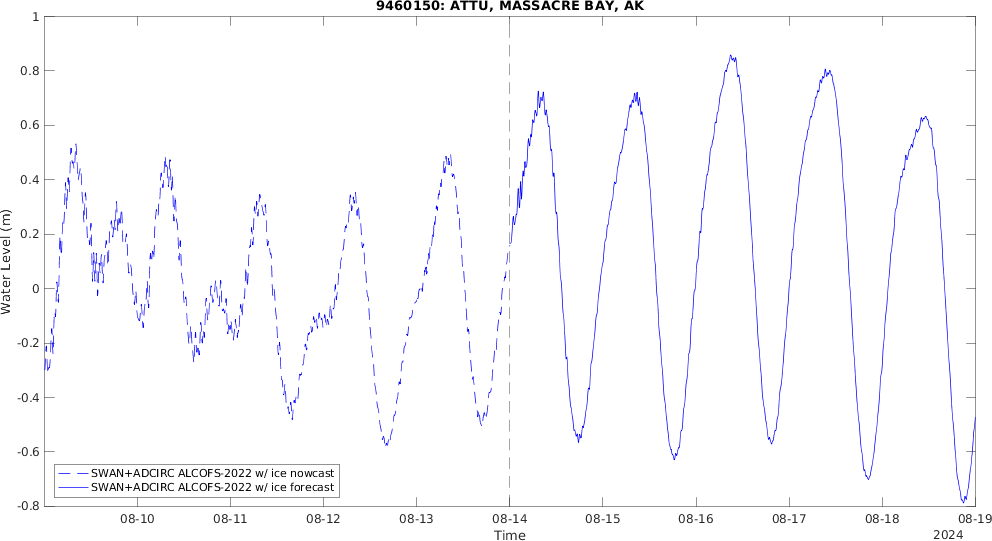 9460150: ATTU, MASSACRE BAY, AK
1
0.8
0.6
0.4
0.2
0
-0.2
-0.4
-0.6
-0.8
Water Level (m)
SWAN+ADCIRC ALCOFS-2022 w/ ice nowcast
SWAN+ADCIRC ALCOFS-2022 w/ ice forecast
08-10 08-11 08-12 08-13 08-14 08-15 08-16 08-17 08-18 08-19
Time
2024